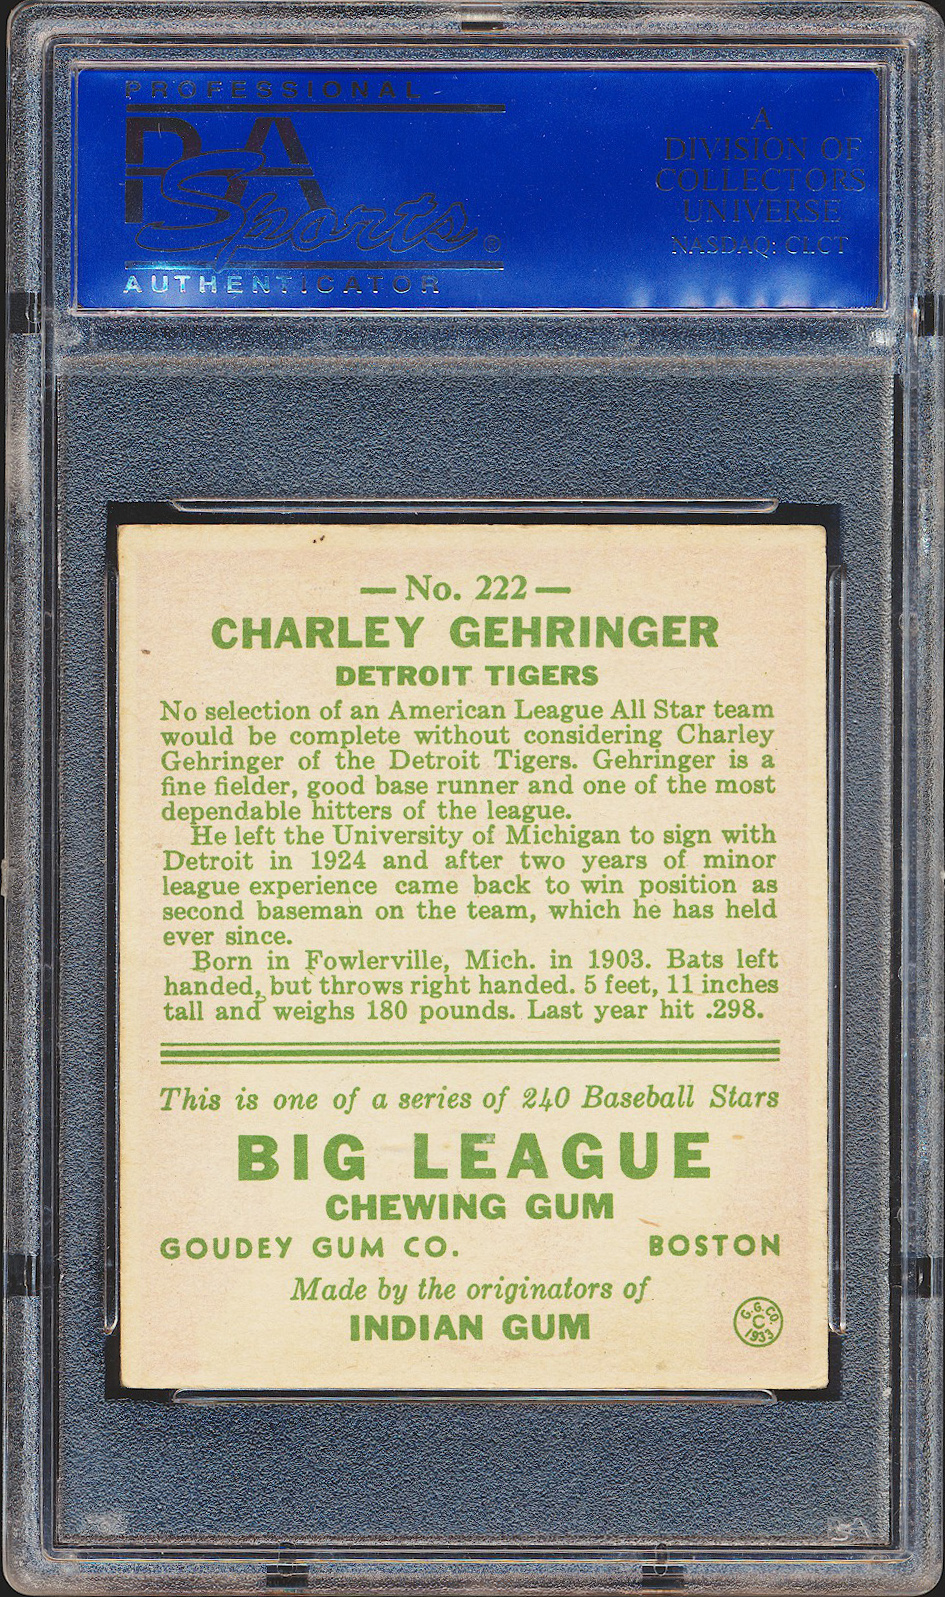 PROFESSIONAL
PSA
Sports ®
AUTHENTICATOR
A
DIVISION OF
COLLECTORS
UNIVERSE
NASDAQ: CLCT
— No. 222 —
CHARLEY GEHRINGER
DETROIT TIGERS
No selection of an American League All Star team
would be complete without considering Charley
Gehringer of the Detroit Tigers. Gehringer is a
fine fielder, good base runner and one of the most
dependable hitters of the league.
He left the University of Michigan to sign with
Detroit in 1924 and after two years of minor
league experience came back to win position as
second baseman on the team, which he has held
ever since.
Born in Fowlerville, Mich. in 1903. Bats left
handed, but throws right handed. 5 feet, 11 inches
tall and weighs 180 pounds. Last year hit .298.
This is one of a series of 240 Baseball Stars
BIG LEAGUE
CHEWING GUM
GOUDEY GUM CO. BOSTON
Made by the originators of
INDIAN GUM
G. G. CO.
C
1933